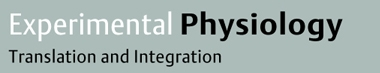 Experimental Physiology
Translation and Integration